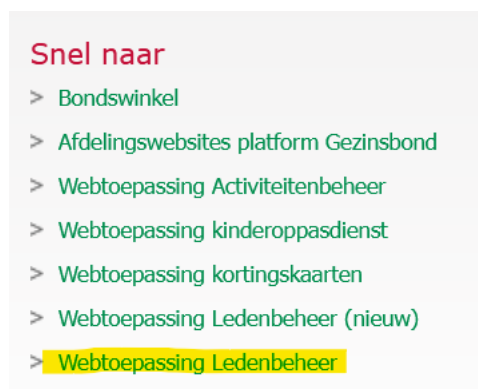 Snel naar
> Bondswinkel
> Afdelingswebsites platform Gezinsbond
> Webtoepassing Activiteitenbeheer
> Webtoepassing kinderoppasdienst
> Webtoepassing kortingskaarten
> Webtoepassing Ledenbeheer (nieuw)
> Webtoepassing Ledenbeheer